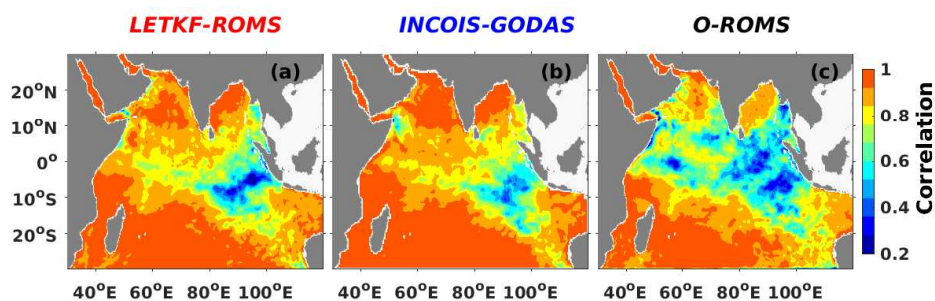 LETKF-ROMS INCOIS-GODAS O-ROMS
(a) (b) (c)
20°N
10°N
0°
10°S
20°S
40°E 60°E 80°E 100°E 40°E 60°E 80°E 100°E 40°E 60°E 80°E 100°E
1
0.8
0.6
0.4
0.2
Correlation